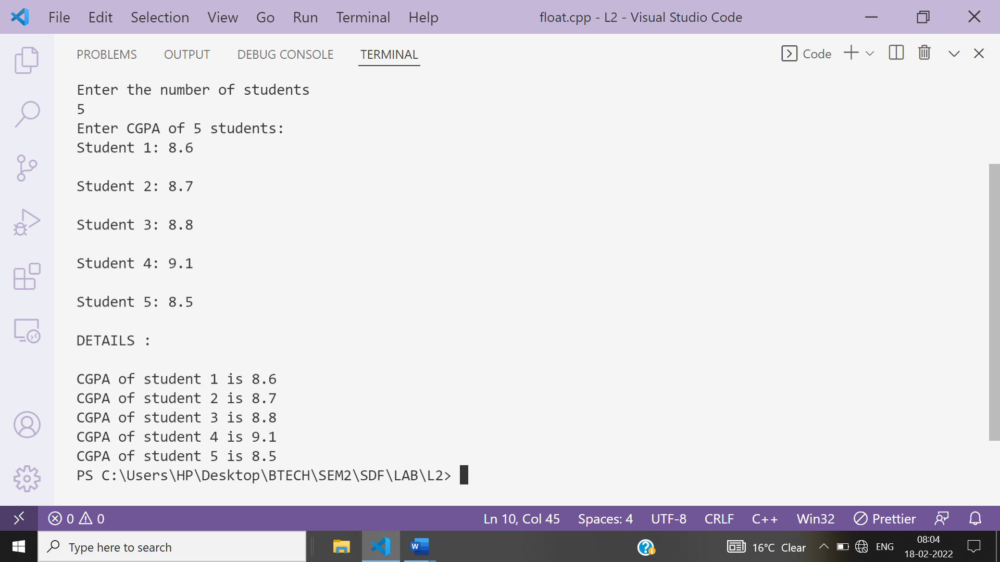 File Edit Selection View Go Run Terminal Help float.cpp - L2 - Visual Studio Code
PROBLEMS OUTPUT DEBUG CONSOLE TERMINAL Code
Enter the number of students
5
Enter CGPA of 5 students:
Student 1: 8.6
Student 2: 8.7
Student 3: 8.8
Student 4: 9.1
Student 5: 8.5
DETAILS :
CGPA of student 1 is 8.6
CGPA of student 2 is 8.7
CGPA of student 3 is 8.8
CGPA of student 4 is 9.1
CGPA of student 5 is 8.5
PS C:\Users\HP\Desktop\BTECH\SEM2\SDF\LAB\L2>
0 0 Ln 10, Col 45 Spaces: 4 UTF-8 CRLF C++ Win32 Prettier
Type here to search W 16°C Clear ENG 08:04
18-02-2022